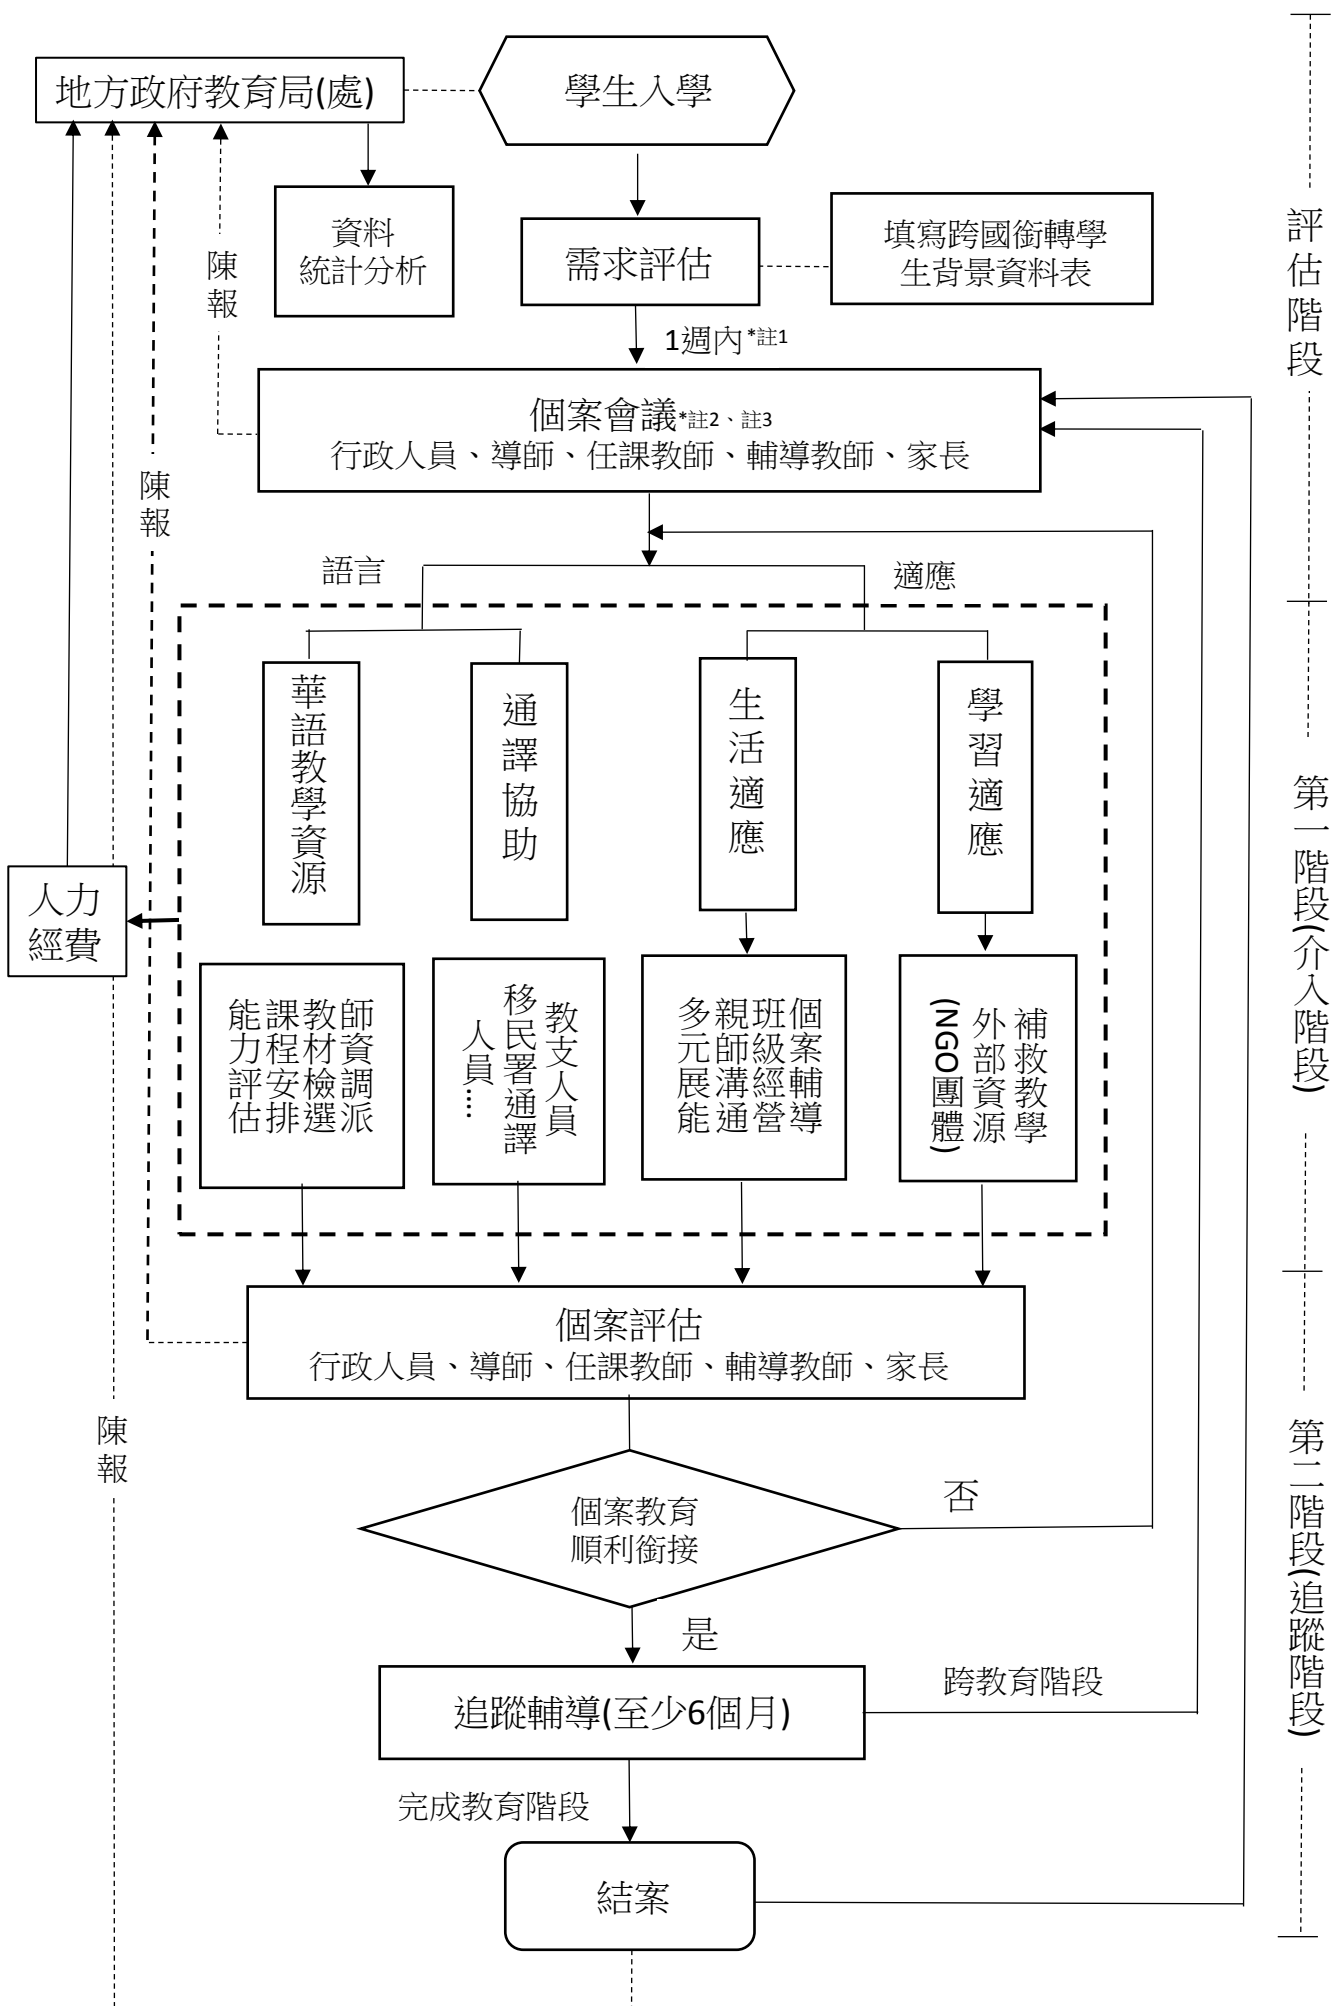 地方政府教育局(處)
學生入學
資料
統計分析
需求評估
填寫跨國銜轉學
生背景資料表
陳報
1週內*註1
個案會議*註2、註3
行政人員、導師、任課教師、輔導教師、家長
評估階段
陳報
語言
適應
華語教學資源
通譯協助
生活適應
學習適應
人力
經費
師資調派
教材檢選
課程安排
能力評估
教支人員
移民署通譯
人員....
個案輔導
班級經營
親師溝通
多元展能
補救教學
外部資源
(NGO團體)
第一階段(介入階段)
個案評估
行政人員、導師、任課教師、輔導教師、家長
陳報
個案教育
順利銜接
否
是
追蹤輔導(至少6個月)
跨教育階段
完成教育階段
結案
第二階段(追蹤階段)